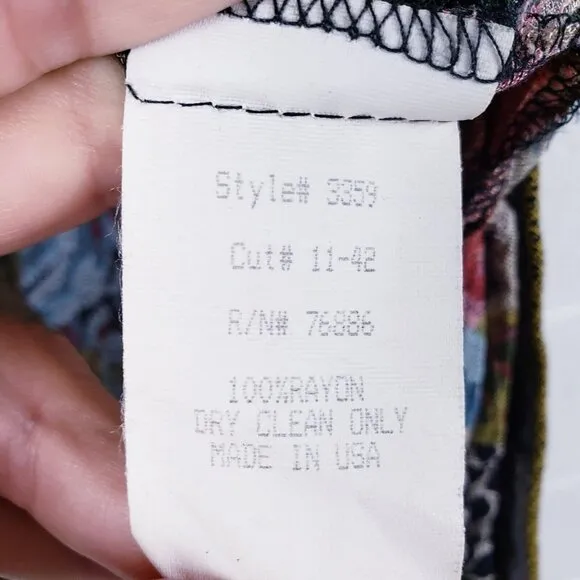 Style# 3359
Cut# 11-42
R/N# 76886
100%RAYON
DRY CLEAN ONLY
MADE IN USA